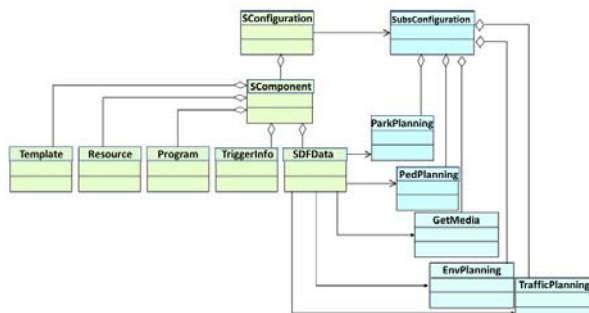 SConfiguration
SubsConfiguration
SComponent
ParkPlanning
Template
Resource
Program
TriggerInfo
SDFData
PedPlanning
GetMedia
EnvPlanning
TrafficPlanning